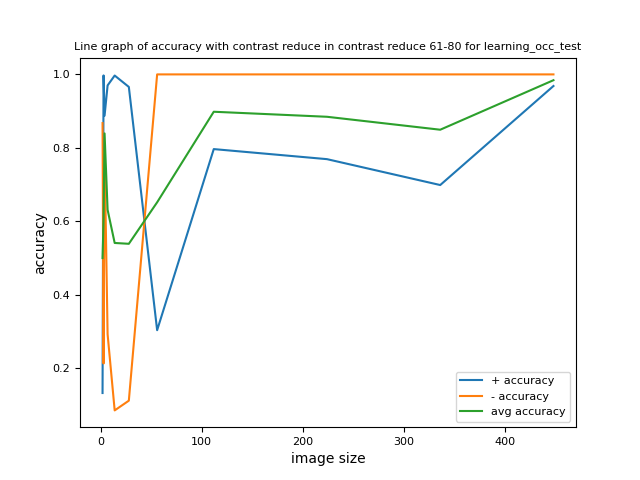 Line graph of accuracy with contrast reduce in contrast reduce 61-80 for learning_occ_test
1.0
0.8
0.6
0.4
0.2
accuracy
0
100
200
300
400
image size
+ accuracy
- accuracy
avg accuracy